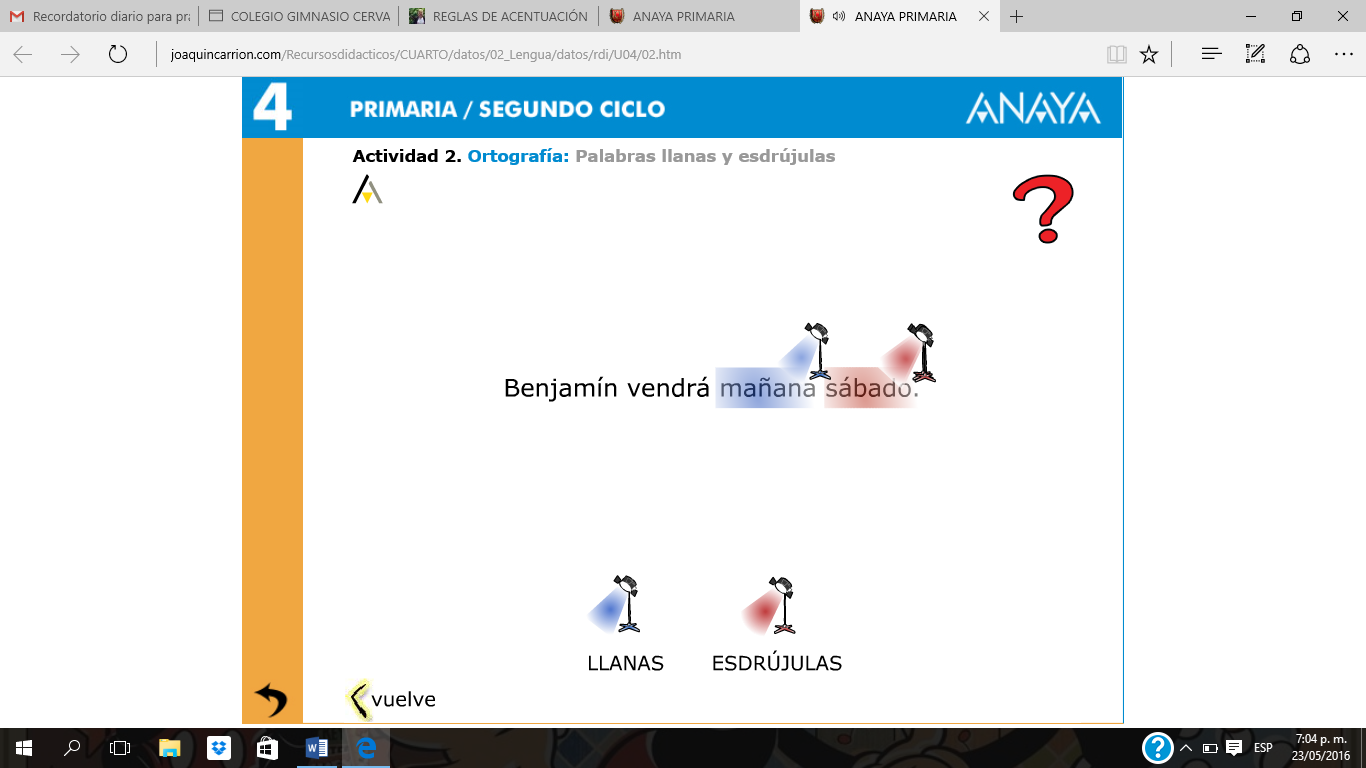 Recordatorio diario para pra
COLEGIO GIMNASIO CERVA
REGLAS DE ACENTUACIÓN
ANAYA PRIMARIA
ANAYA PRIMARIA
joaquincarrion.com/Recursosdidacticos/CUARTO/datos/02_Lengua/datos/rdi/U04/02.htm
4 PRIMARIA / SEGUNDO CICLO ANAYA
Actividad 2. Ortografía: Palabras llanas y esdrújulas
?
Benjamín vendrá mañana sábado.
LLANAS ESDRÚJULAS
vuelve
ESP
7:04 p. m.
23/05/2016